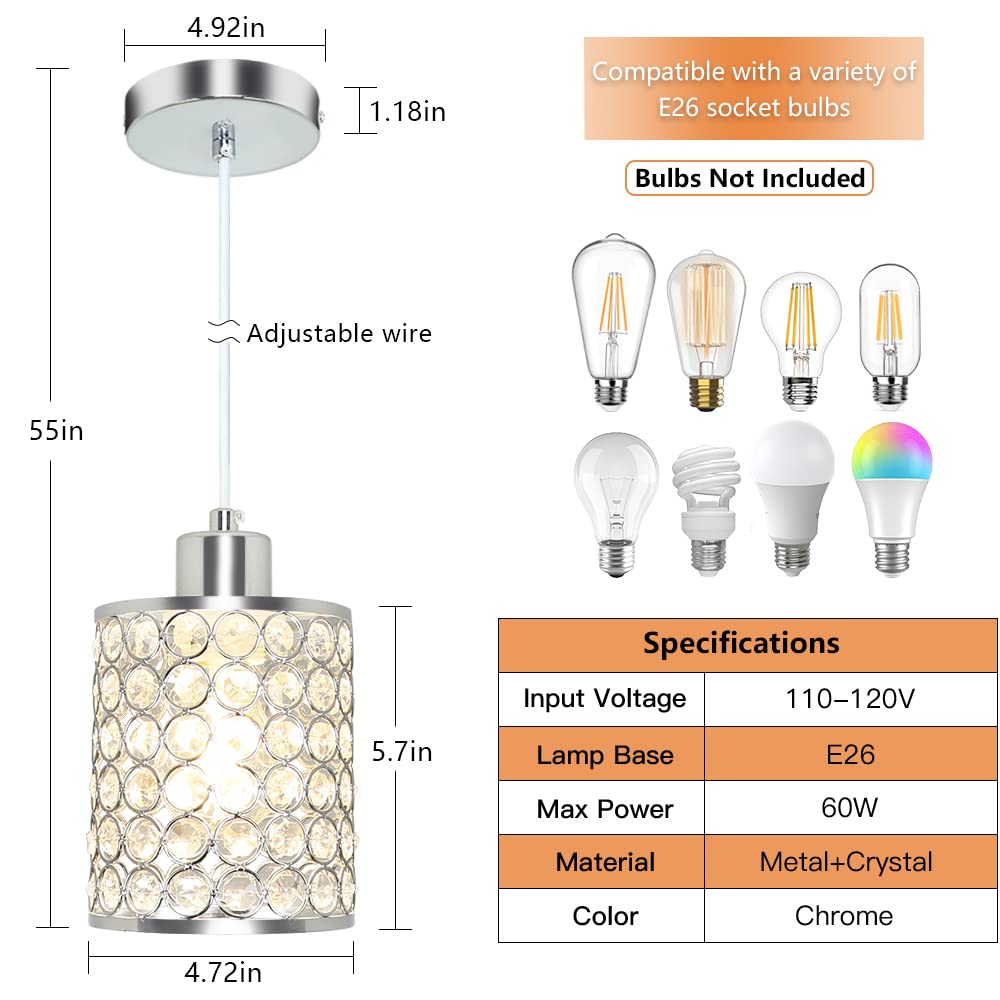 4.92in
1.18in
Adjustable wire
55in
5.7in
4.72in
Compatible with a variety of
E26 socket bulbs
Bulbs Not Included
Specifications
Input Voltage 110–120V
Lamp Base E26
Max Power 60W
Material Metal+Crystal
Color Chrome